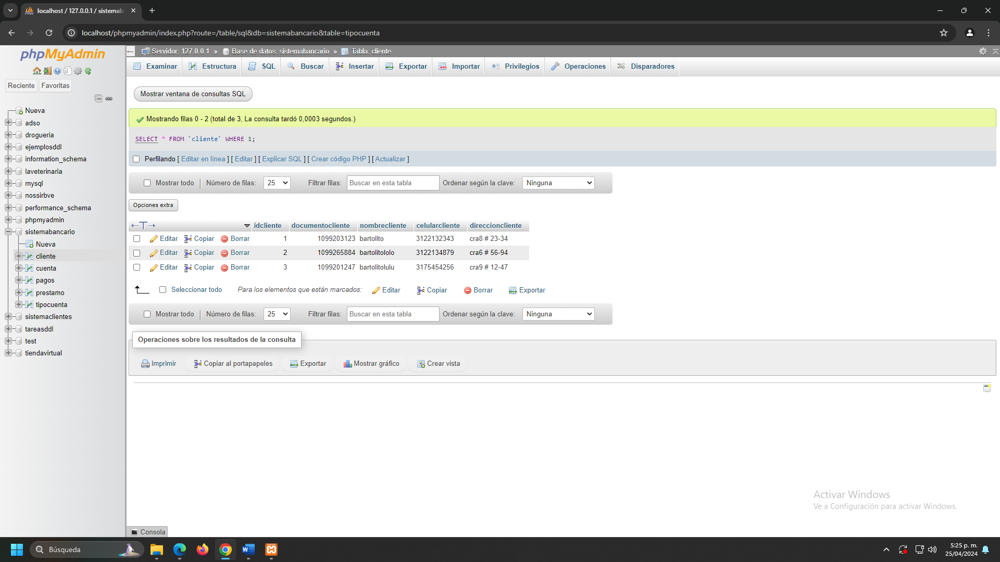 localhost / 127.0.0.1 / sistemab
localhost/phpmyadmin/index.php?route=/table/sql&db=sistemabancario&table=tipocuenta
phpMyAdmin
Reciente
Favoritas
Nueva
adso
drogueria
ejemplosddl
information_schema
laveterinaria
mysql
nossirbve
performance_schema
phpmyadmin
sistemabancario
Nueva
cliente
cuenta
pagos
prestamo
tipocuenta
sistemaclientes
tareasddl
test
tiendavirtual
Servidor: 127.0.0.1 » Base de datos: sistemabancario » Tabla: cliente
Examinar Estructura SQL Buscar Insertar Exportar Importar Privilegios Operaciones Disparadores
Mostrar ventana de consultas SQL
Mostrando filas 0 - 2 (total de 3, La consulta tardó 0,0003 segundos.)
SELECT * FROM `cliente` WHERE 1;
Perfilando [ Editar en línea ] [ Editar ] [ Explicar SQL ] [ Crear código PHP ] [ Actualizar ]
Mostrar todo Número de filas: 25 Filtrar filas: Buscar en esta tabla Ordenar según la clave: Ninguna
Opciones extra
idcliente documentocliente nombrecliente celularcliente direccioncliente
Editar Copiar Borrar 1 1099203123 bartolito 3122132343 cra8 # 23-34
Editar Copiar Borrar 2 1099265884 bartolitololo 3122134879 cra6 # 56-94
Editar Copiar Borrar 3 1099201247 bartolitolulu 3175454256 cra9 # 12-47
Seleccionar todo Para los elementos que están marcados: Editar Copiar Borrar Exportar
Mostrar todo Número de filas: 25 Filtrar filas: Buscar en esta tabla Ordenar según la clave: Ninguna
Operaciones sobre los resultados de la consulta
Imprimir Copiar al portapapeles Exportar Mostrar gráfico Crear vista
Activar Windows
Ve a Configuración para activar Windows.
Consola
Búsqueda
5:25 p. m.
25/04/2024